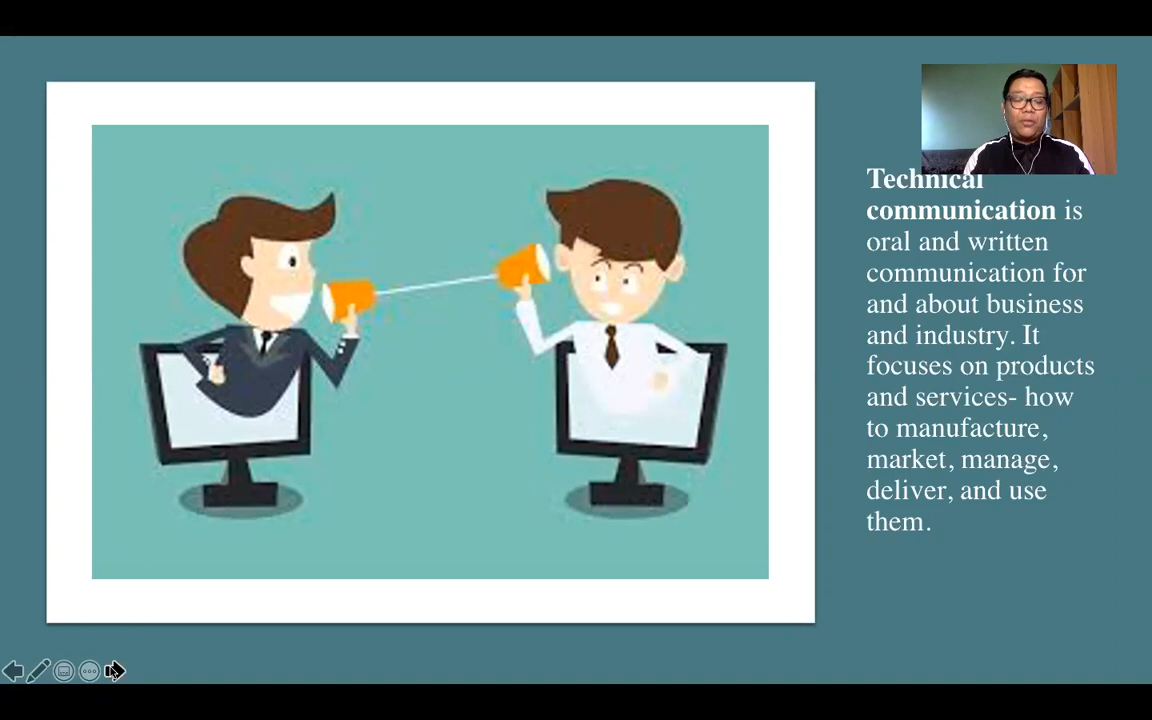 Technical
communication is
oral and written
communication for
and about business
and industry. It
focuses on products
and services- how
to manufacture,
market, manage,
deliver, and use
them.